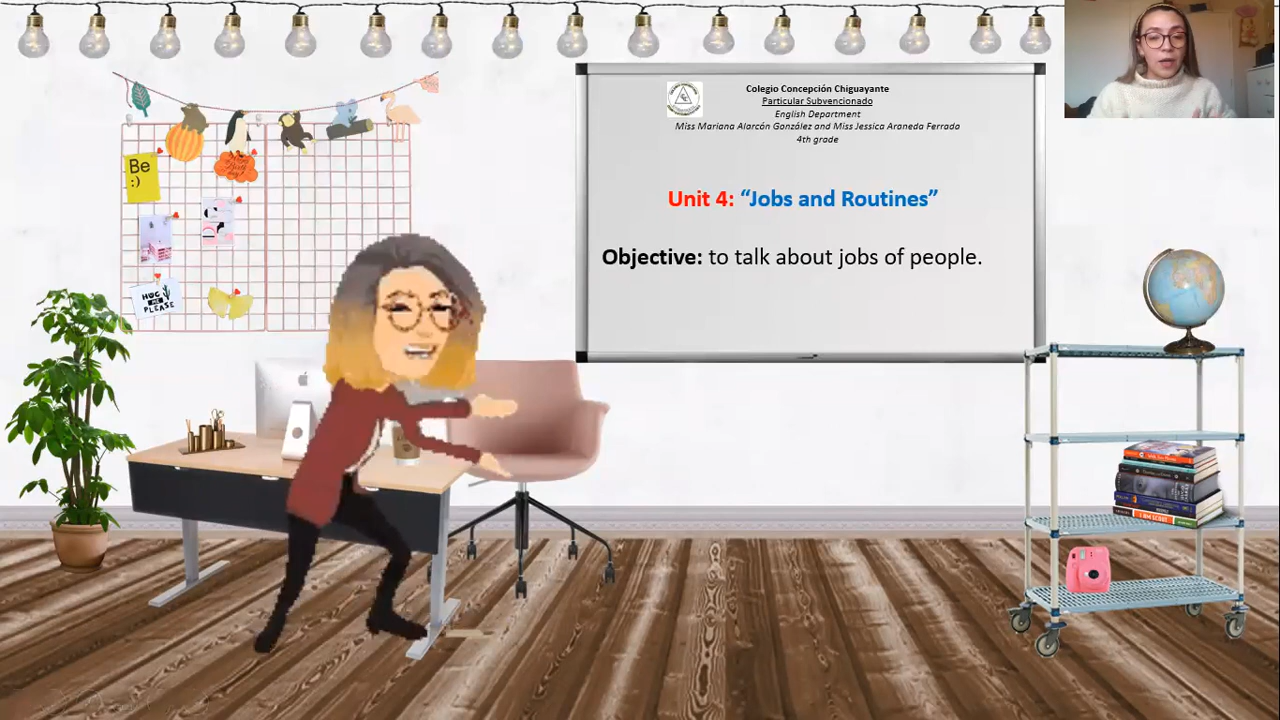 Colegio Concepción Chiguayante
Particular Subvencionado
English Department
Miss Mariana Alarcón González and Miss Jessica Araneda Ferrada
4th grade
Unit 4: “Jobs and Routines”
Objective: to talk about jobs of people.
Be
:)
HUG
ME
PLEASE